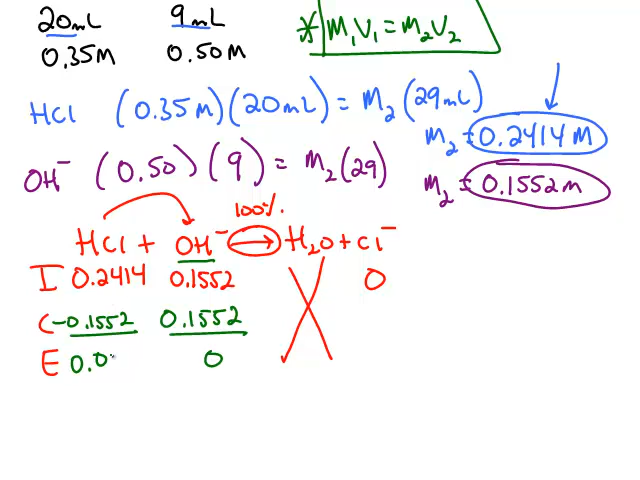 20mL 9mL * M₁V₁ = M₂V₂
0.35M 0.50M
HCl (0.35M)(20mL) = M₂(29mL)
M₂ = 0.2414M
OH⁻ (0.50)(9) = M₂(29)
M₂ = 0.1552M
100%
HCl + OH⁻ → H₂O + Cl⁻
I 0.2414 0.1552 0
C -0.1552 0.1552
E 0.0 0